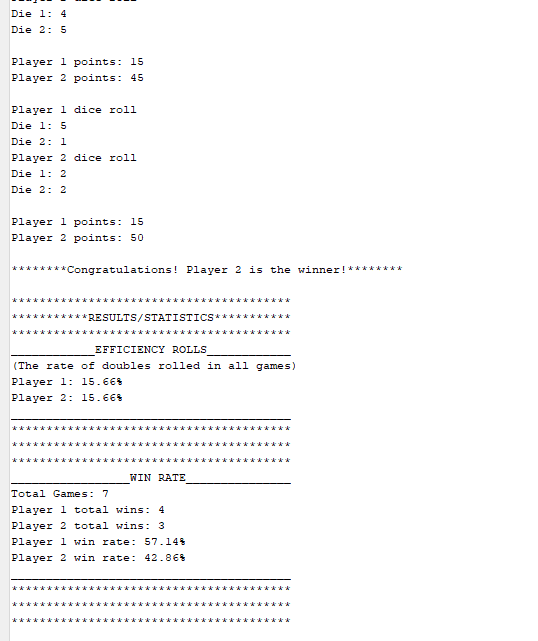 Die 1: 4
Die 2: 5
Player 1 points: 15
Player 2 points: 45
Player 1 dice roll
Die 1: 5
Die 2: 1
Player 2 dice roll
Die 1: 2
Die 2: 2
Player 1 points: 15
Player 2 points: 50
********Congratulations! Player 2 is the winner!********
****************************************
***********RESULTS/STATISTICS***********
****************************************
____________EFFICIENCY ROLLS____________
(The rate of doubles rolled in all games)
Player 1: 15.66%
Player 2: 15.66%
________________________________________
****************************************
****************************************
****************************************
_________________WIN RATE_______________
Total Games: 7
Player 1 total wins: 4
Player 2 total wins: 3
Player 1 win rate: 57.14%
Player 2 win rate: 42.86%
________________________________________
****************************************
****************************************
****************************************